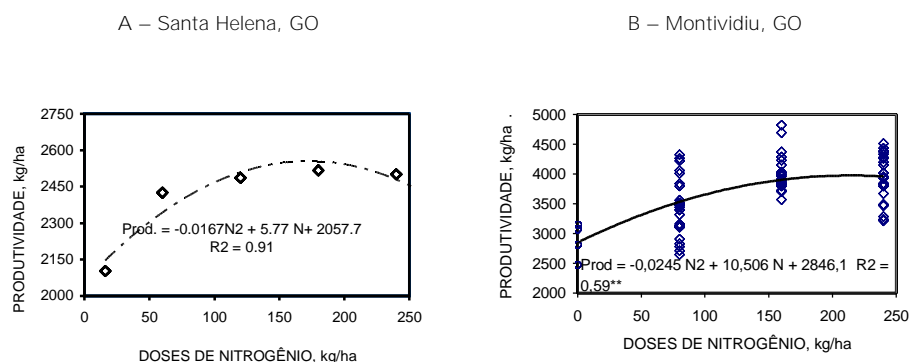 A – Santa Helena, GO
PRODUTIVIDADE, kg/ha
2750
2600
2450
2300
2150
2000
Prod. = -0.0167N2 + 5.77 N+ 2057.7
R2 = 0.91
0 50 100 150 200 250
DOSES DE NITROGÊNIO, kg/ha
B – Montividiu, GO
PRODUTIVIDADE, kg/ha .
5000
4500
4000
3500
3000
2500
2000
Prod = -0,0245 N2 + 10,506 N + 2846,1 R2 =
0,59**
0 50 100 150 200 250
DOSES DE NITROGÊNIO, kg/ha